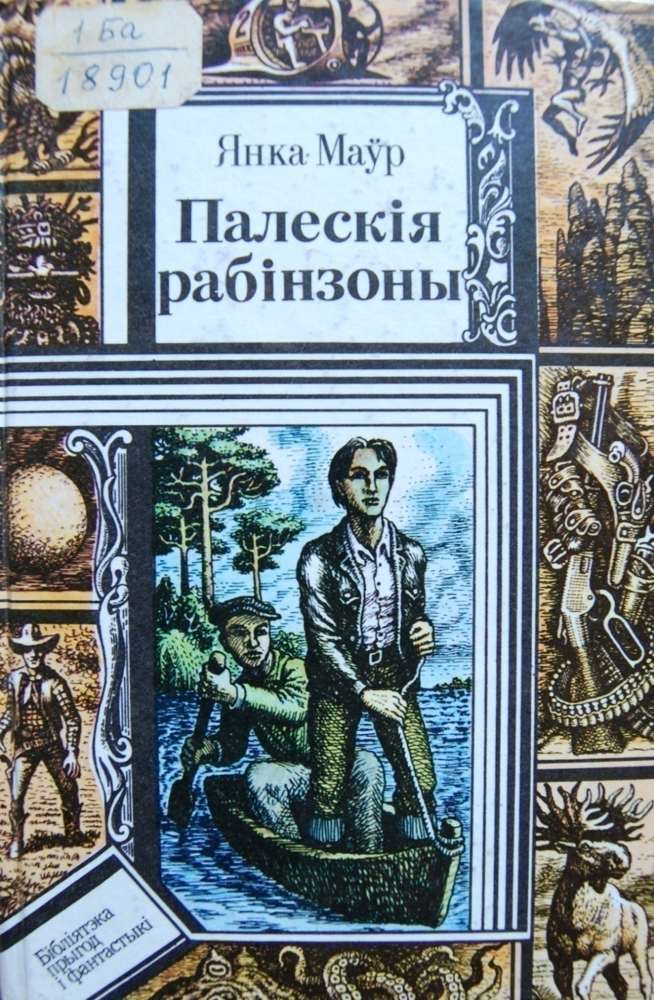 1 Ба
18901
Янка Маўр
Палескія
рабінзоны
Бібліятэка
прыгод
і фантастыкі